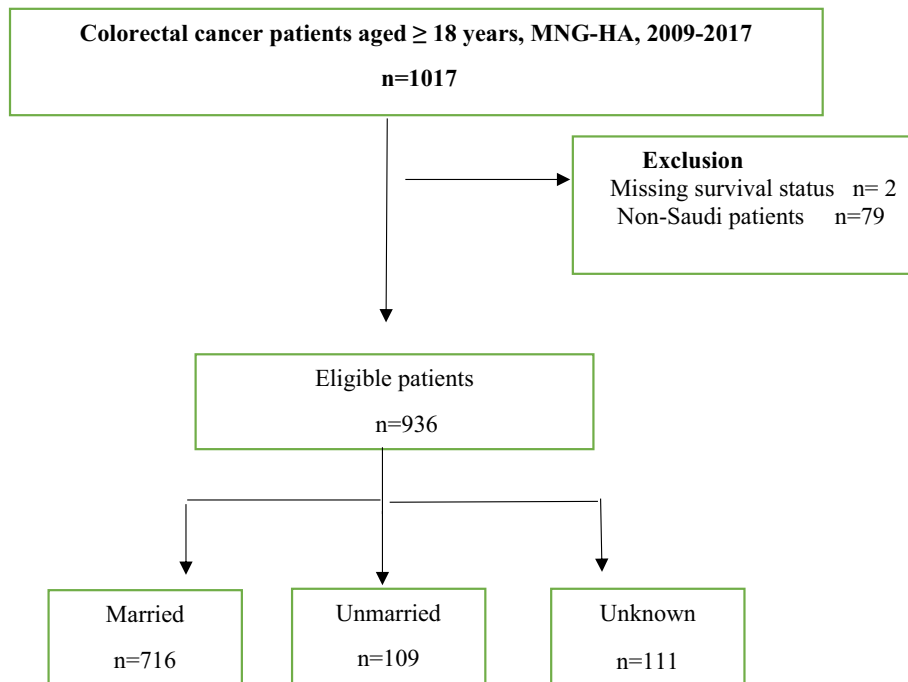 Colorectal cancer patients aged ≥ 18 years, MNG-HA, 2009-2017
n=1017
Exclusion
Missing survival status n= 2
Non-Saudi patients n=79
Eligible patients
n=936
Married
n=716
Unmarried
n=109
Unknown
n=111